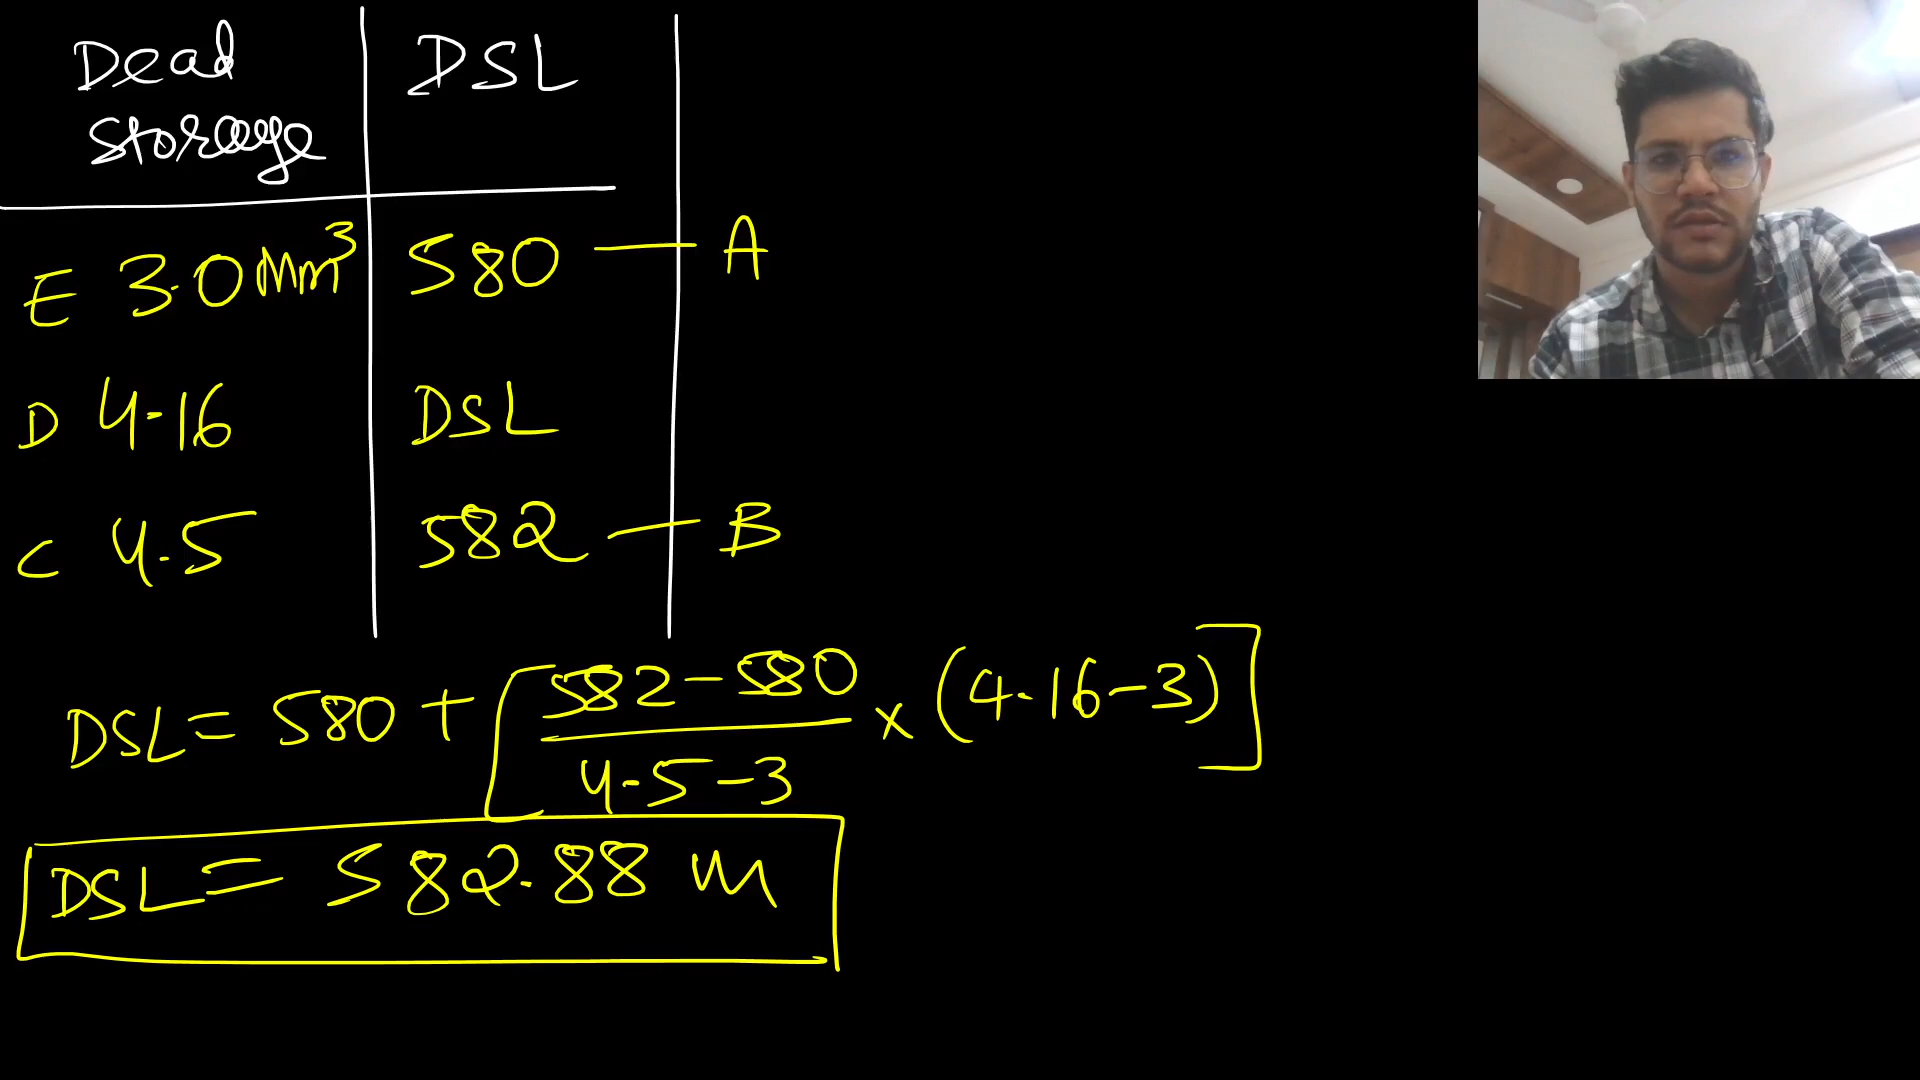 Dead Storage | DSL
E 3.0 Mm³ | 580 — A
D 4.16 | DSL
C 4.5 | 582 — B
DSL = 580 + [ (582 - 580) / (4.5 - 3) × (4.16 - 3) ]
DSL = 582.88 m